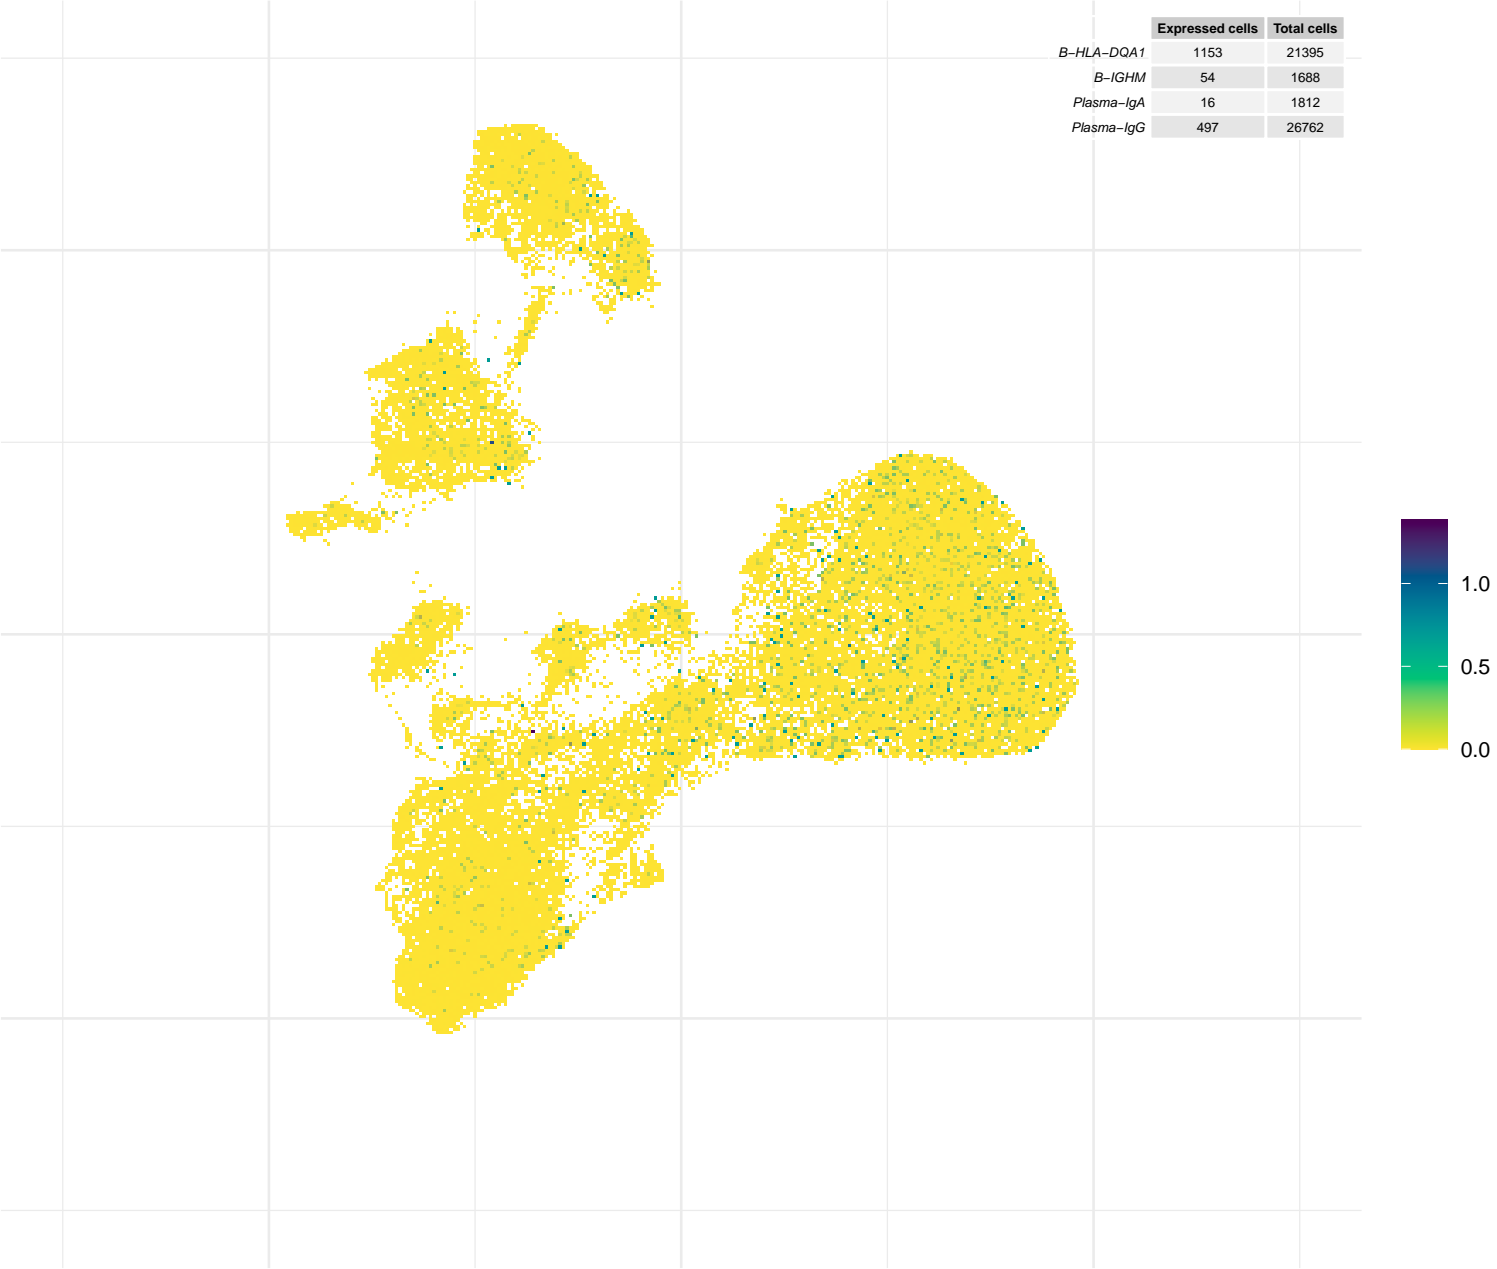 Expressed cells Total cells
B−HLA−DQA1 1153 21395
B−IGHM 54 1688
Plasma−IgA 16 1812
Plasma−IgG 497 26762
1.0
0.5
0.0